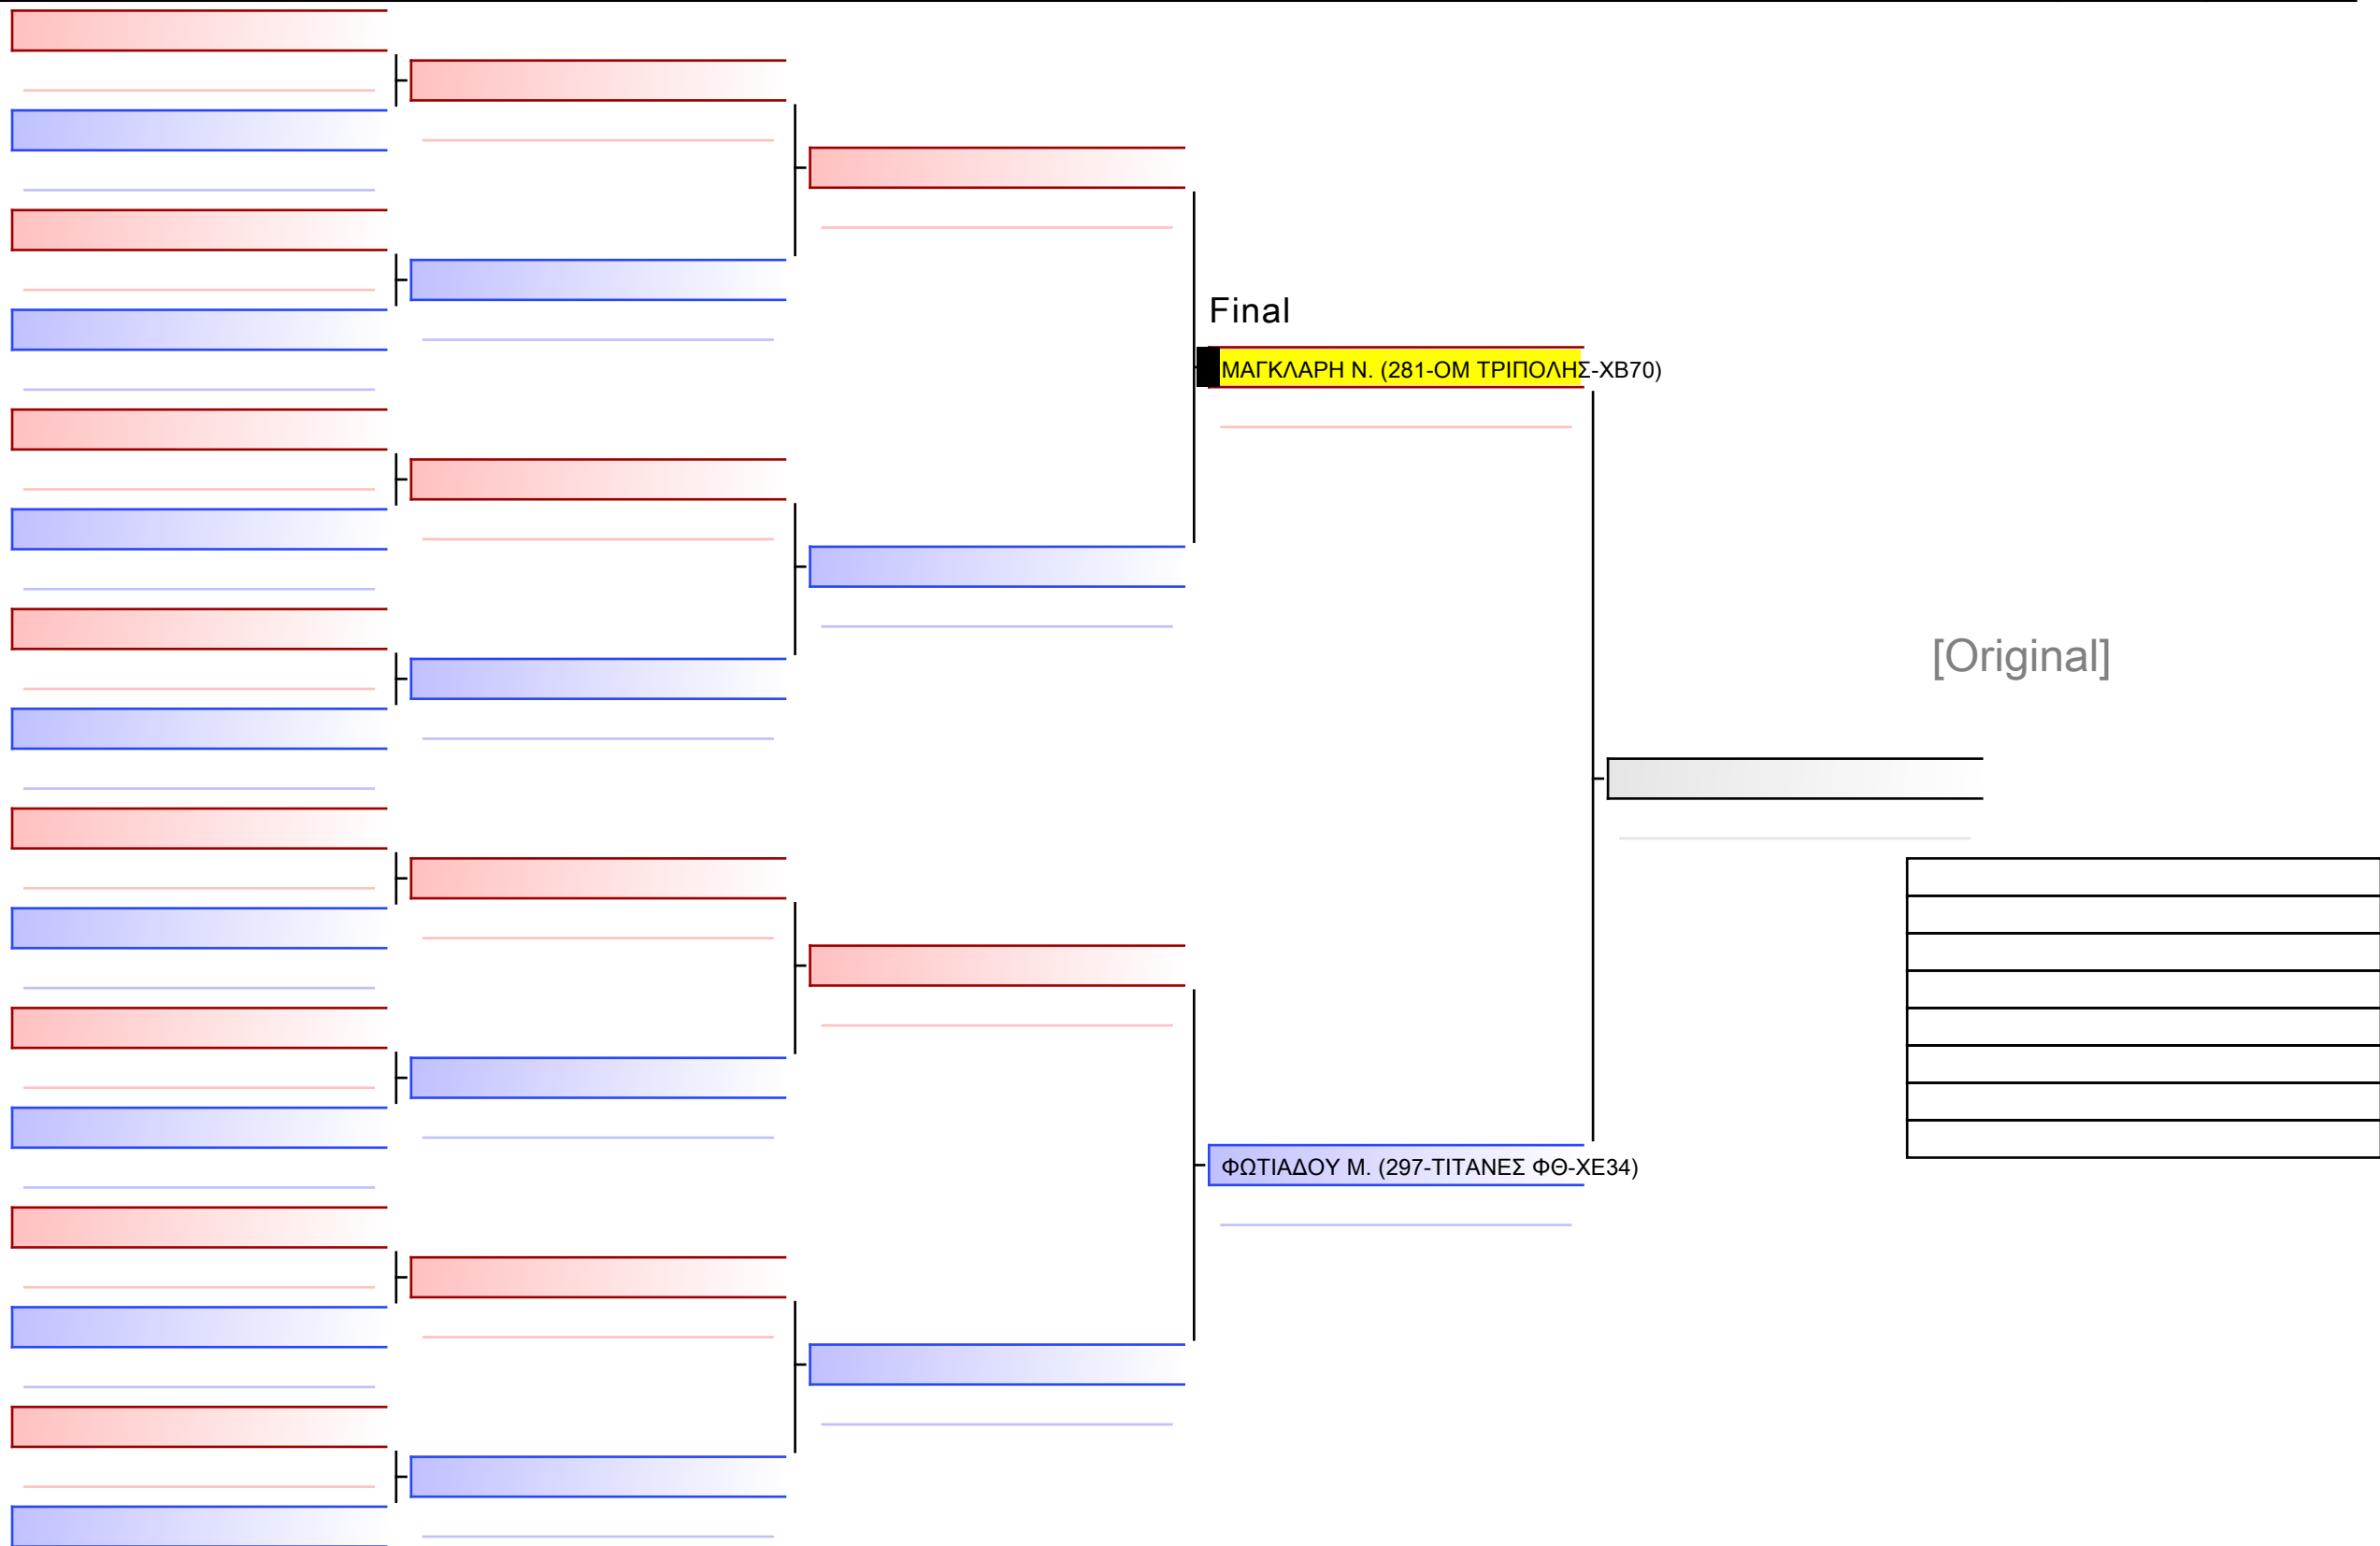 Final
ΜΑΓΚΛΑΡΗ Ν. (281-ΟΜ ΤΡΙΠΟΛΗΣ-ΧΒ70)
[Original]
ΦΩΤΙΑΔΟΥ Μ. (297-ΤΙΤΑΝΕΣ ΦΘ-ΧΕ34)